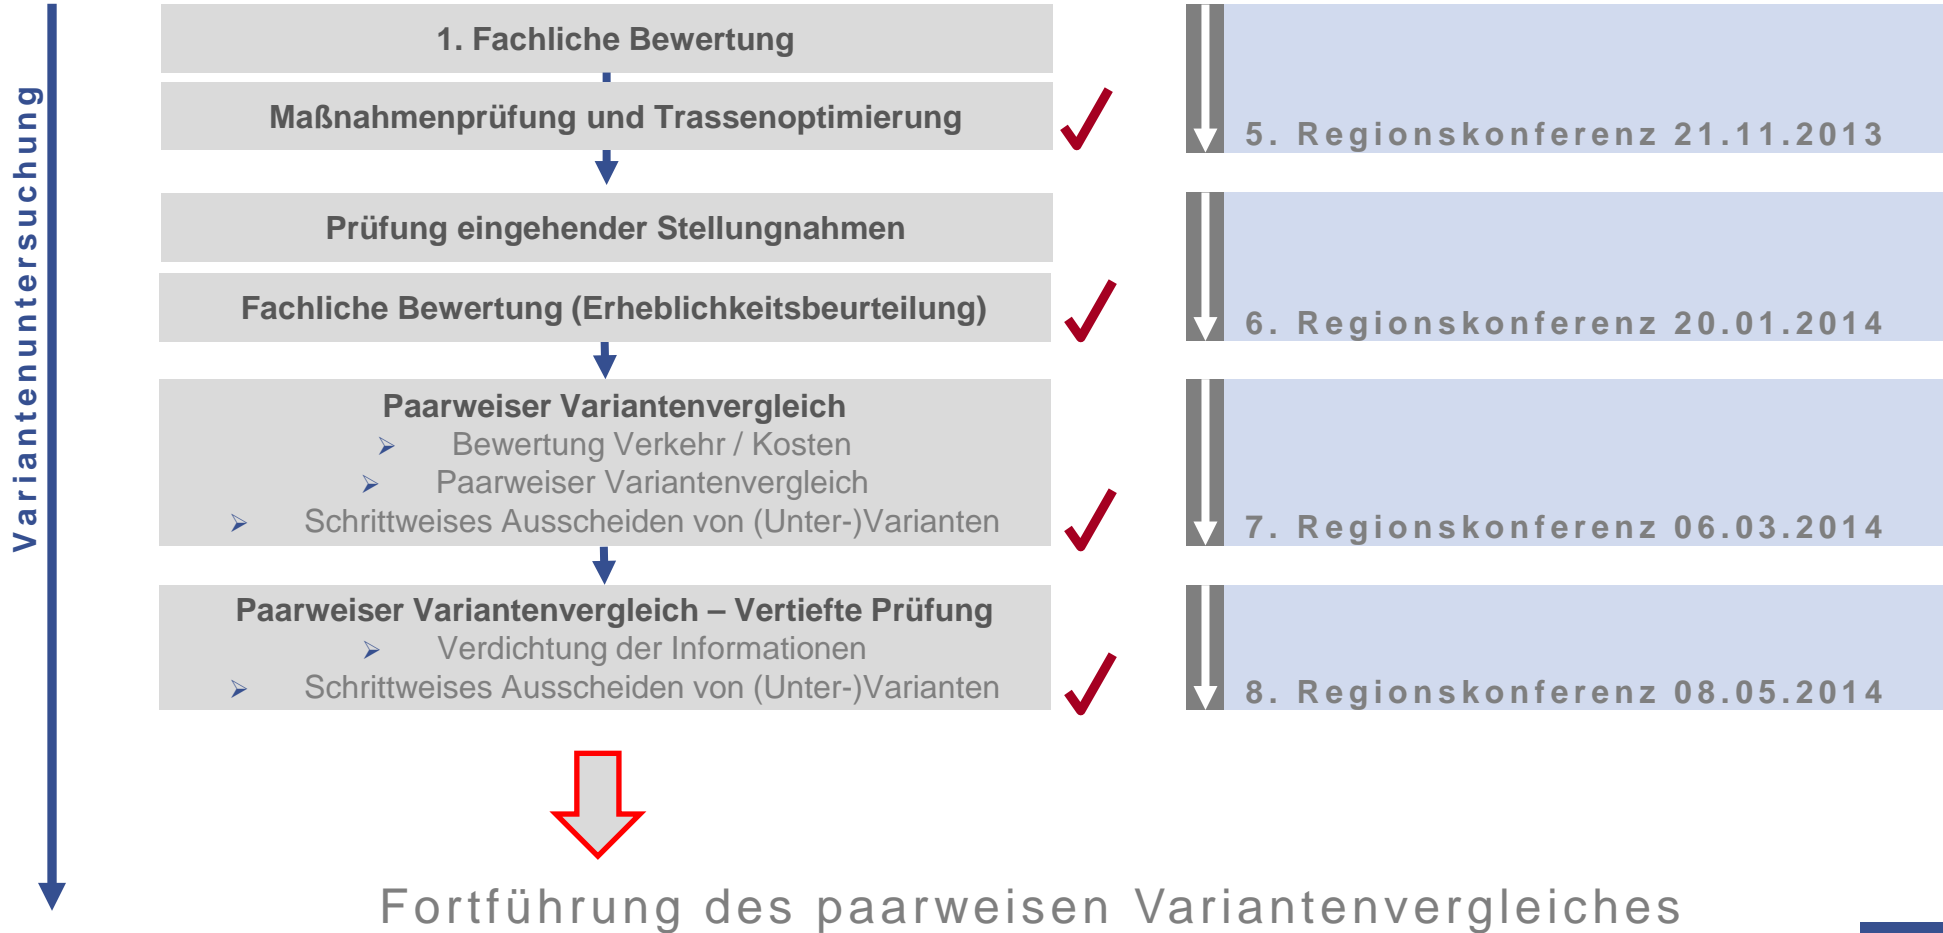 Variantenuntersuchung
1. Fachliche Bewertung
Maßnahmenprüfung und Trassenoptimierung
5. Regionskonferenz 21.11.2013
Prüfung eingehender Stellungnahmen
Fachliche Bewertung (Erheblichkeitsbeurteilung)
6. Regionskonferenz 20.01.2014
Paarweiser Variantenvergleich
➢ Bewertung Verkehr / Kosten
➢ Paarweiser Variantenvergleich
➢ Schrittweises Ausscheiden von (Unter-)Varianten
7. Regionskonferenz 06.03.2014
Paarweiser Variantenvergleich – Vertiefte Prüfung
➢ Verdichtung der Informationen
➢ Schrittweises Ausscheiden von (Unter-)Varianten
8. Regionskonferenz 08.05.2014
Fortführung des paarweisen Variantenvergleiches